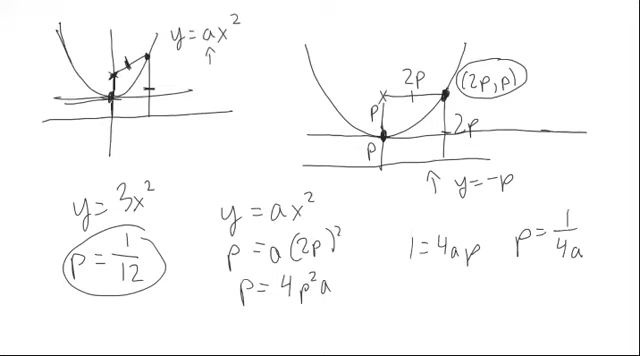 y = ax²
2p
(2p, p)
p
2p
p
y = -p
y = 3x²
p = 1/12
y = ax²
p = a(2p)²
p = 4p²a
1 = 4ap
p = 1/4a